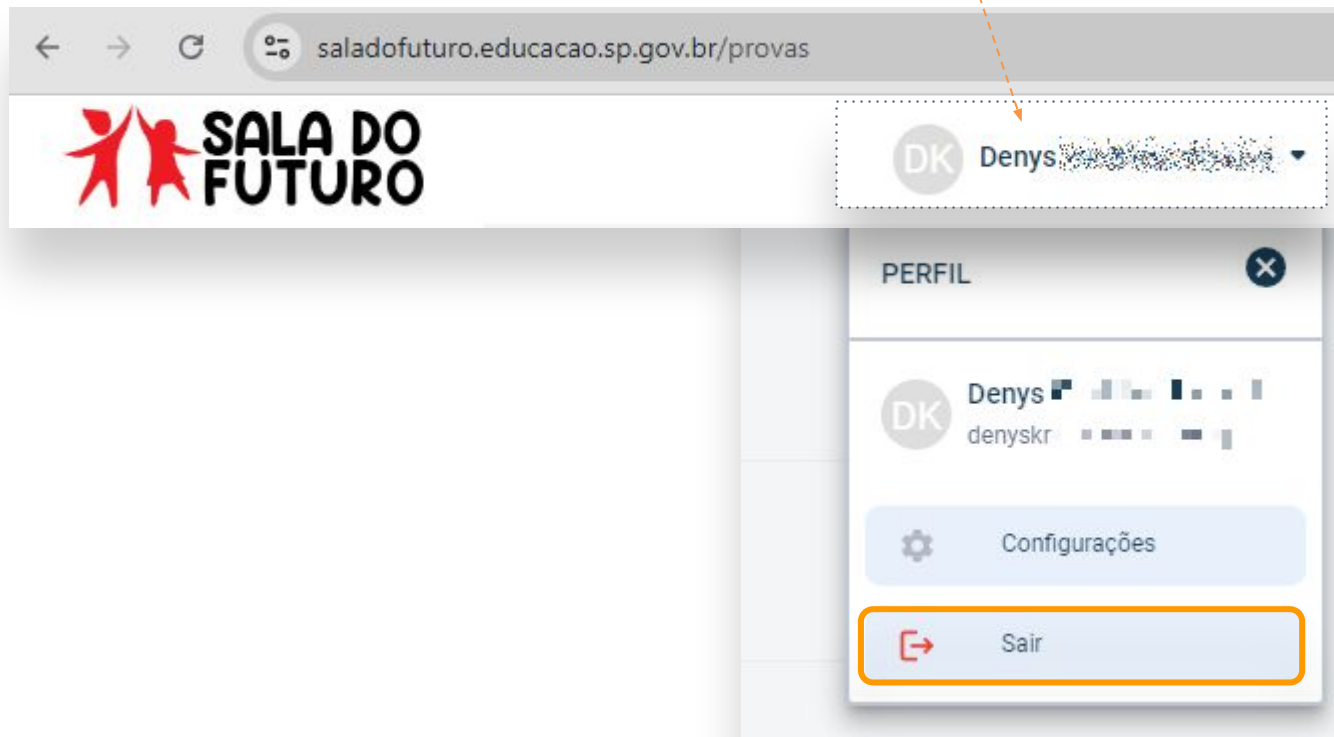 saladofuturo.educacao.sp.gov.br/provas
SALA DO
FUTURO
DK Denys
PERFIL
DK Denys
denyskr
Configurações
Sair